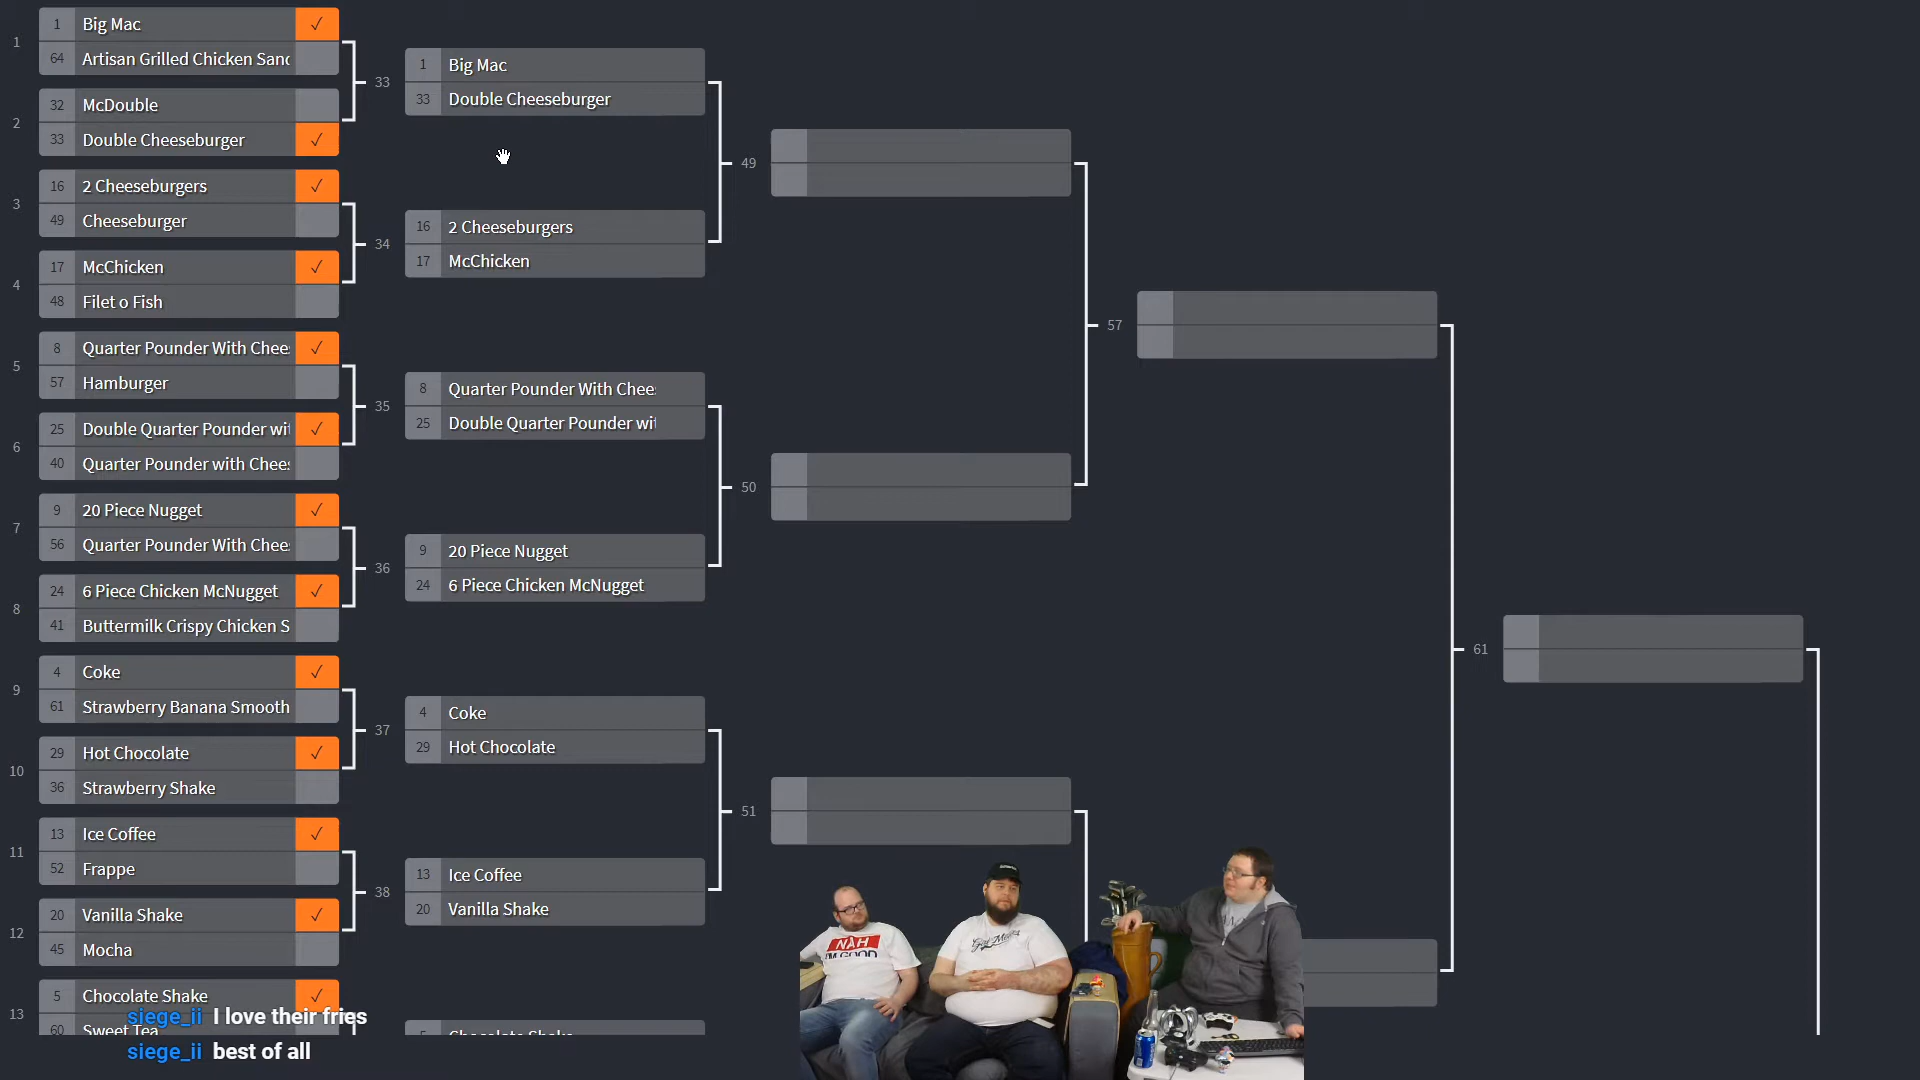 1
1 Big Mac ✓
64 Artisan Grilled Chicken Sand
2
32 McDouble
33 Double Cheeseburger ✓
3
16 2 Cheeseburgers ✓
49 Cheeseburger
4
17 McChicken ✓
48 Filet o Fish
5
8 Quarter Pounder With Chee
57 Hamburger
6
25 Double Quarter Pounder wit
40 Quarter Pounder with Chees
7
9 20 Piece Nugget ✓
56 Quarter Pounder With Chee
8
24 6 Piece Chicken McNugget ✓
41 Buttermilk Crispy Chicken S
9
4 Coke ✓
61 Strawberry Banana Smooth
10
29 Hot Chocolate ✓
36 Strawberry Shake
11
13 Ice Coffee ✓
52 Frappe
12
20 Vanilla Shake ✓
45 Mocha
13
5 Chocolate Shake ✓
60 Sweet Tea
33
1 Big Mac
33 Double Cheeseburger
34
16 2 Cheeseburgers
17 McChicken
35
8 Quarter Pounder With Chee
25 Double Quarter Pounder wit
36
9 20 Piece Nugget
24 6 Piece Chicken McNugget
37
4 Coke
29 Hot Chocolate
38
13 Ice Coffee
20 Vanilla Shake
5 Chocolate Shake
49
50
51
57
61
NAH
I'M GOOD
siege_ii I love their fries
siege_ii best of all